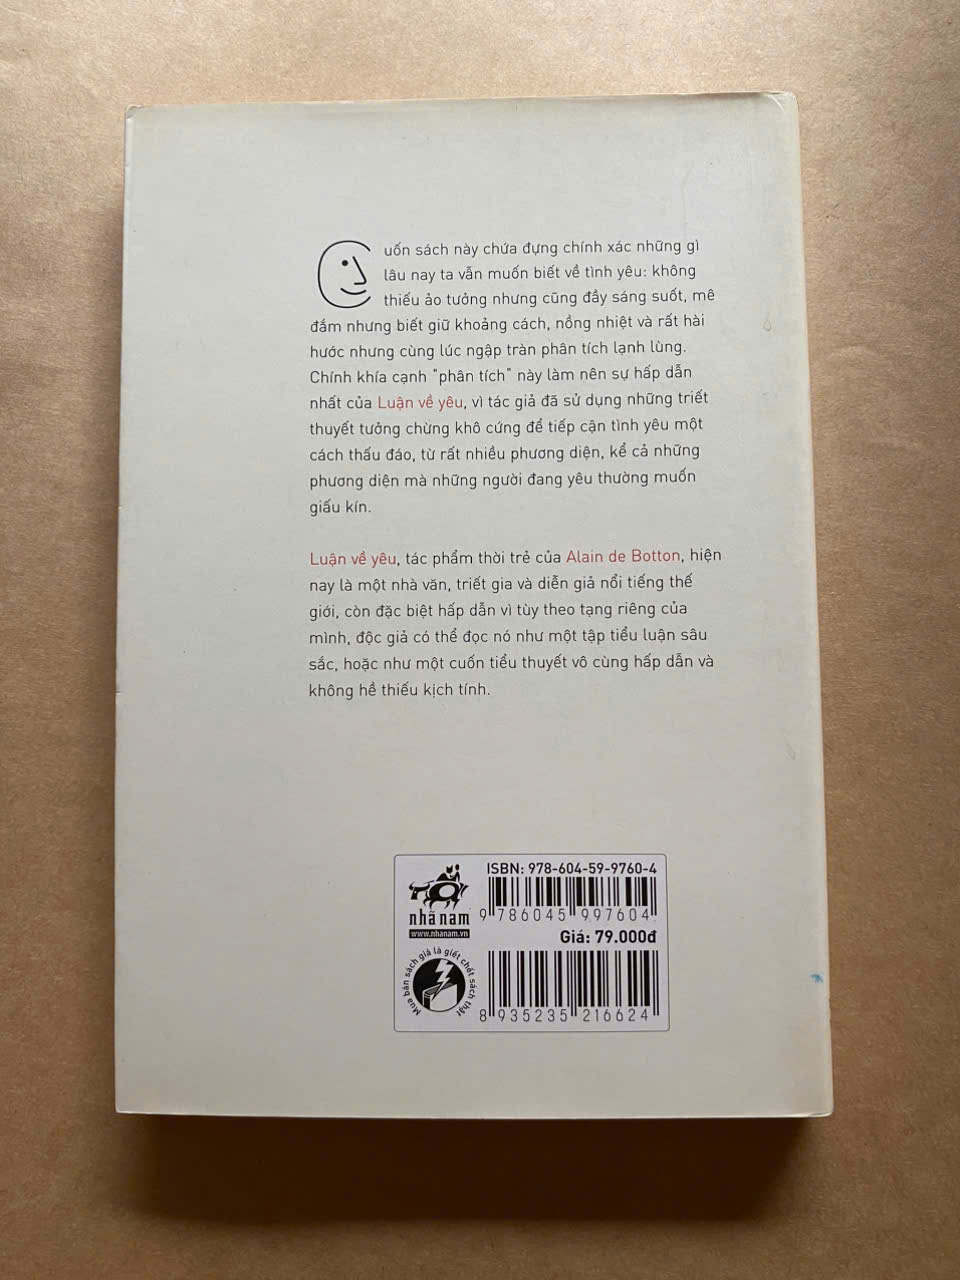 Cuốn sách này chứa đựng chính xác những gì
lâu nay ta vẫn muốn biết về tình yêu: không
thiếu ảo tưởng nhưng cũng đầy sáng suốt, mê
đắm nhưng biết giữ khoảng cách, nồng nhiệt và rất hài
hước nhưng cùng lúc ngập tràn phân tích lạnh lùng.
Chính khía cạnh "phân tích" này làm nên sự hấp dẫn
nhất của Luận về yêu, vì tác giả đã sử dụng những triết
thuyết tưởng chừng khô cứng để tiếp cận tình yêu một
cách thấu đáo, từ rất nhiều phương diện, kể cả những
phương diện mà những người đang yêu thường muốn
giấu kín.
Luận về yêu, tác phẩm thời trẻ của Alain de Botton, hiện
nay là một nhà văn, triết gia và diễn giả nổi tiếng thế
giới, còn đặc biệt hấp dẫn vì tùy theo tạng riêng của
mình, độc giả có thể đọc nó như một tập tiểu luận sâu
sắc, hoặc như một cuốn tiểu thuyết vô cùng hấp dẫn và
không hề thiếu kịch tính.
nhã nam
www.nhanam.vn
ISBN: 978-604-59-9760-4
9 786045 997604
Giá: 79.000đ
Mua bán sách giả là giết chết sách thật
8 935235 216624